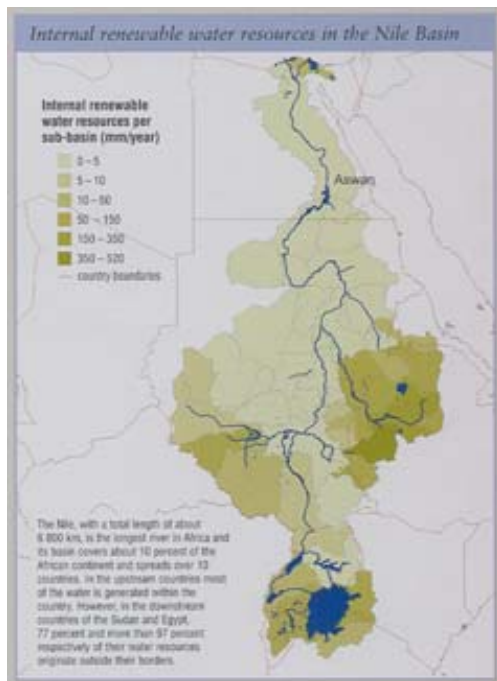 Internal renewable water resources in the Nile Basin
Internal renewable
water resources per
sub-basin (mm/year)
0 – 5
5 – 10
10 – 50
50 – 150
150 – 350
350 – 520
country boundaries
Aswan
The Nile, with a total length of about
6 800 km, is the longest river in Africa and
its basin covers about 10 percent of the
African continent and spreads over 10
countries. In the upstream countries most
of the water is generated within the
country. However, in the downstream
countries of the Sudan and Egypt,
77 percent and more than 97 percent
respectively of their water resources
originate outside their borders.